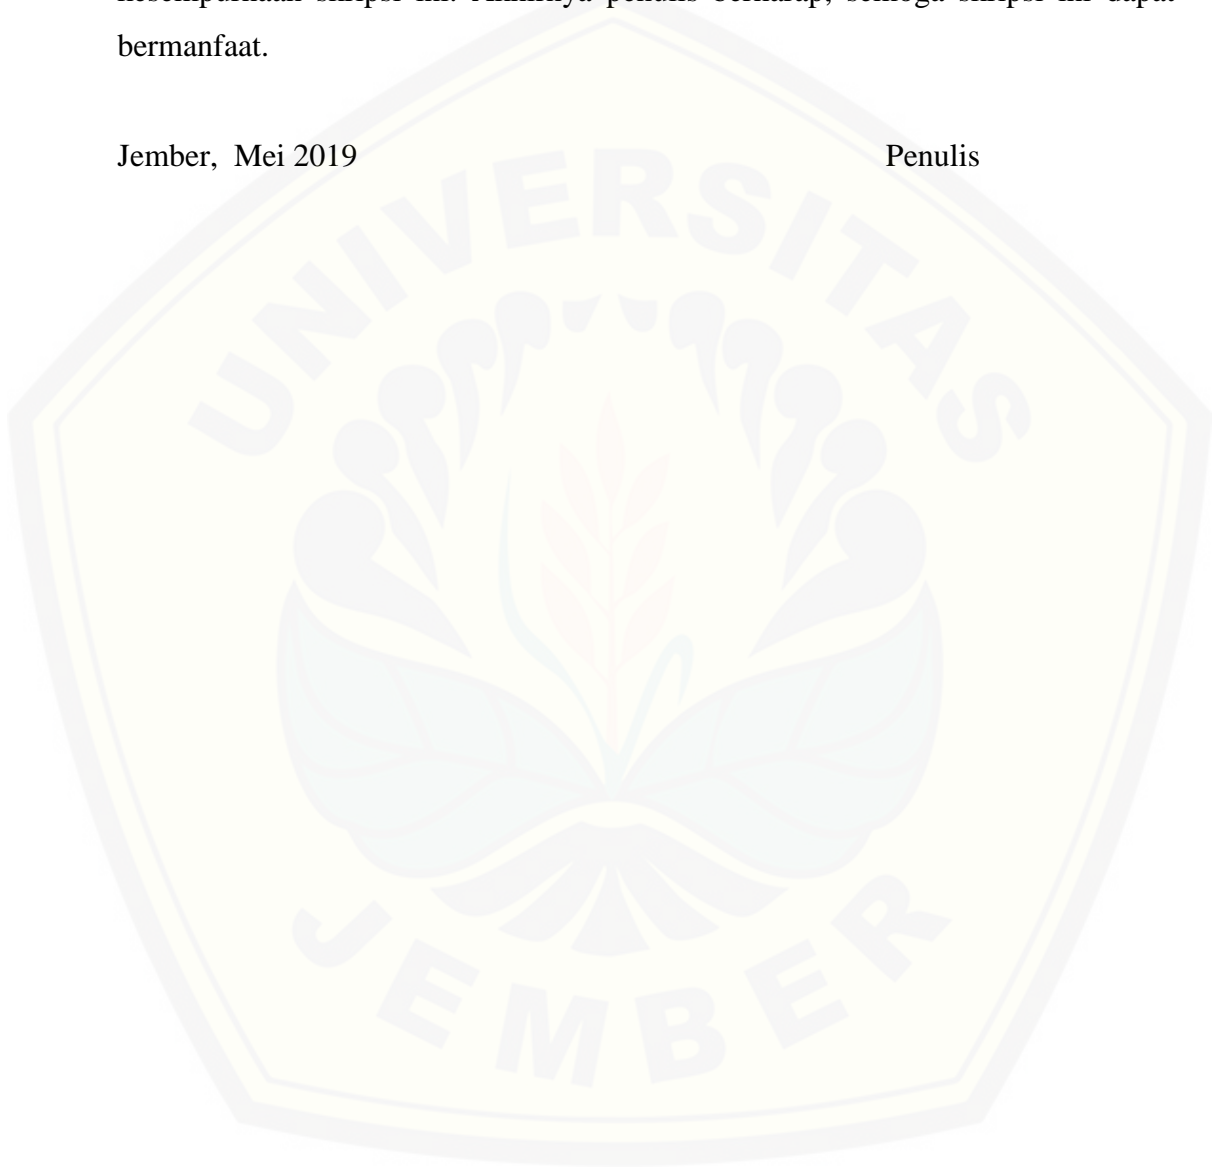 kesempurnaan skripsi ini. Akhirnya penulis berharap, semoga skripsi ini dapat
bermanfaat.
Jember, Mei 2019 Penulis
UNIVERSITAS
JEMBER